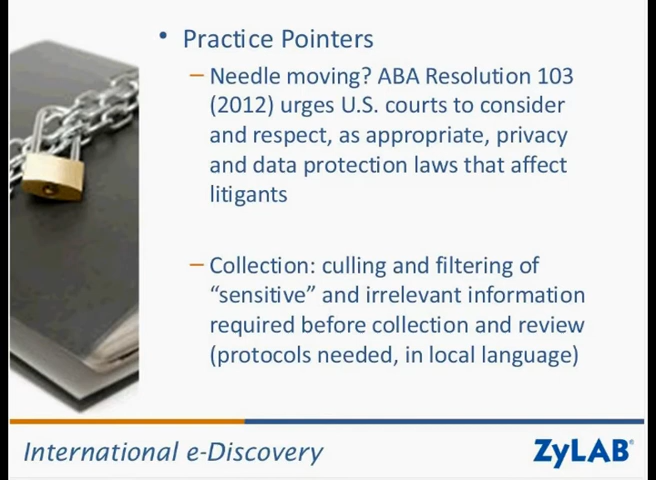 • Practice Pointers
– Needle moving? ABA Resolution 103
(2012) urges U.S. courts to consider
and respect, as appropriate, privacy
and data protection laws that affect
litigants
– Collection: culling and filtering of
“sensitive” and irrelevant information
required before collection and review
(protocols needed, in local language)
International e-Discovery
ZyLAB®